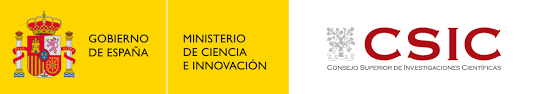 GOBIERNO
DE ESPAÑA
MINISTERIO
DE CIENCIA
E INNOVACIÓN
CSIC
CONSEJO SUPERIOR DE INVESTIGACIONES CIENTÍFICAS